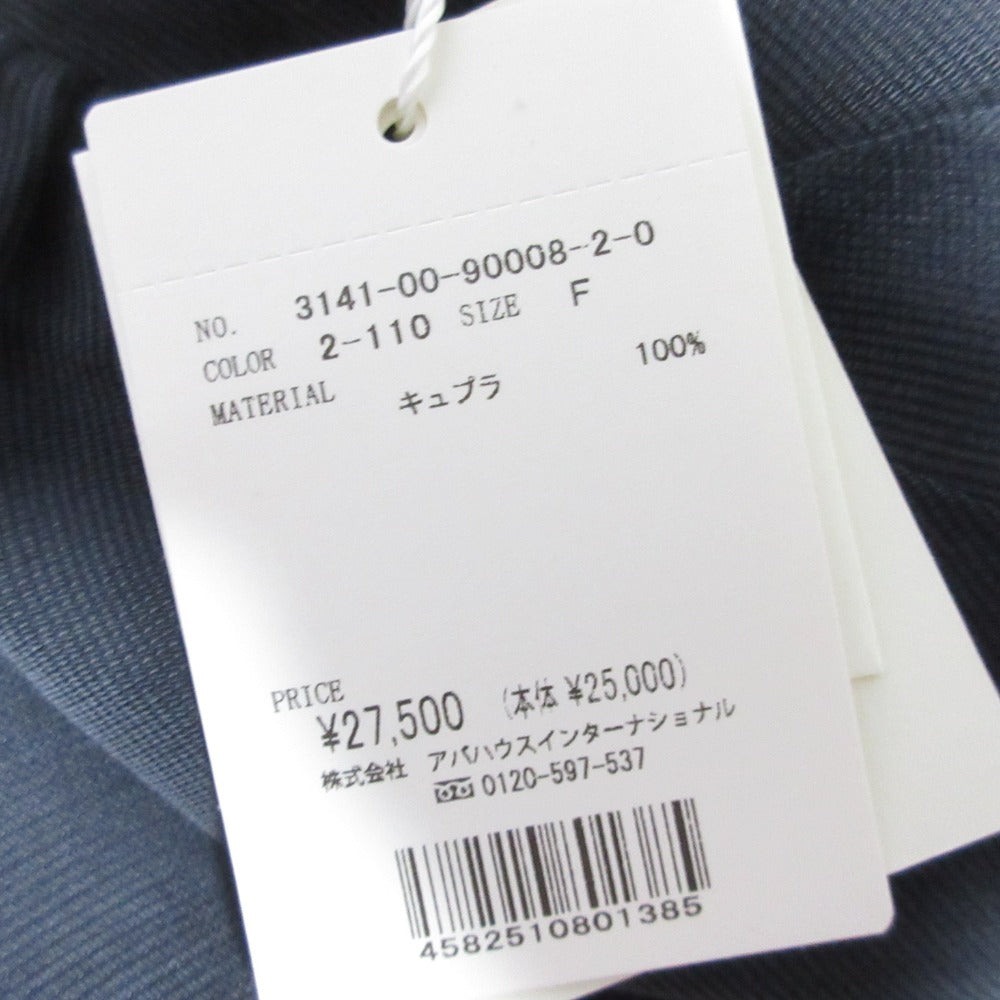 NO. 3141-00-90008-2-0
COLOR 2-110 SIZE F
MATERIAL キュプラ 100%
PRICE
¥27,500 (本体 ¥25,000)
株式会社 アバハウスインターナショナル
0120-597-537
4582510801385